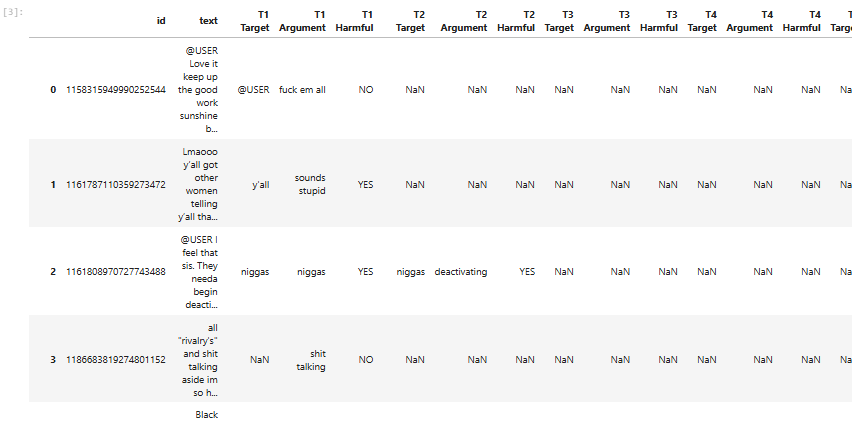 [3]:
id text T1 Target T1 Argument T1 Harmful T2 Target T2 Argument T2 Harmful T3 Target T3 Argument T3 Harmful T4 Target T4 Argument T4 Harmful
0 1158315949990252544 @USER Love it keep up the good work sunshine b... @USER fuck em all NO NaN NaN NaN NaN NaN NaN NaN NaN NaN
1 1161787110359273472 Lmaooo y'all got other women telling y'all tha... y'all sounds stupid YES NaN NaN NaN NaN NaN NaN NaN NaN NaN
2 1161808970727743488 @USER I feel that sis. They needa begin deacti... niggas niggas YES niggas deactivating YES NaN NaN NaN NaN NaN NaN
3 1186683819274801152 all "rivalry's" and shit talking aside im so h... NaN shit talking NO NaN NaN NaN NaN NaN NaN NaN NaN NaN
Black